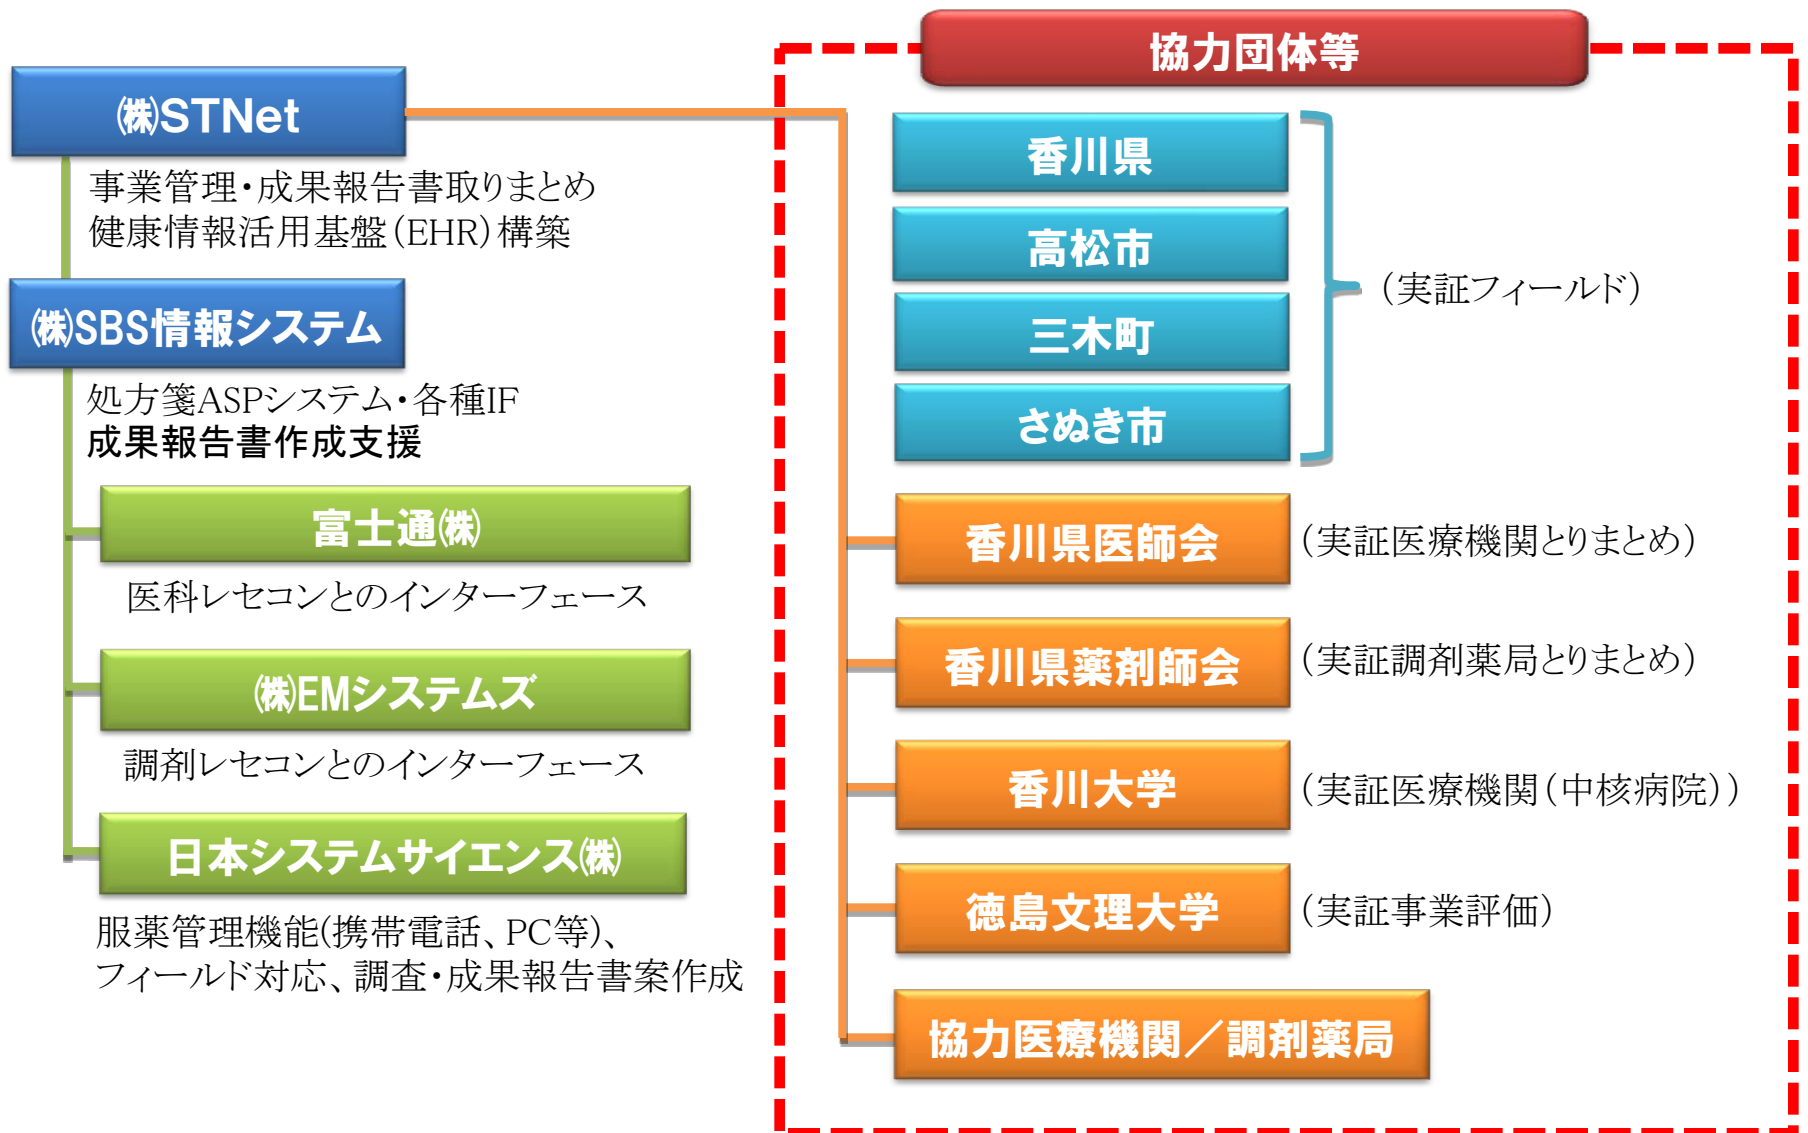 ㈱STNet
事業管理・成果報告書取りまとめ
健康情報活用基盤（EHR）構築
㈱SBS情報システム
処方箋ASPシステム・各種IF
成果報告書作成支援
富士通㈱
医科レセコンとのインターフェース
㈱EMシステムズ
調剤レセコンとのインターフェース
日本システムサイエンス㈱
服薬管理機能(携帯電話、PC等)、
フィールド対応、調査・成果報告書案作成
協力団体等
香川県
高松市
三木町
さぬき市
（実証フィールド）
香川県医師会
（実証医療機関とりまとめ）
香川県薬剤師会
（実証調剤薬局とりまとめ）
香川大学
（実証医療機関（中核病院））
徳島文理大学
（実証事業評価）
協力医療機関／調剤薬局